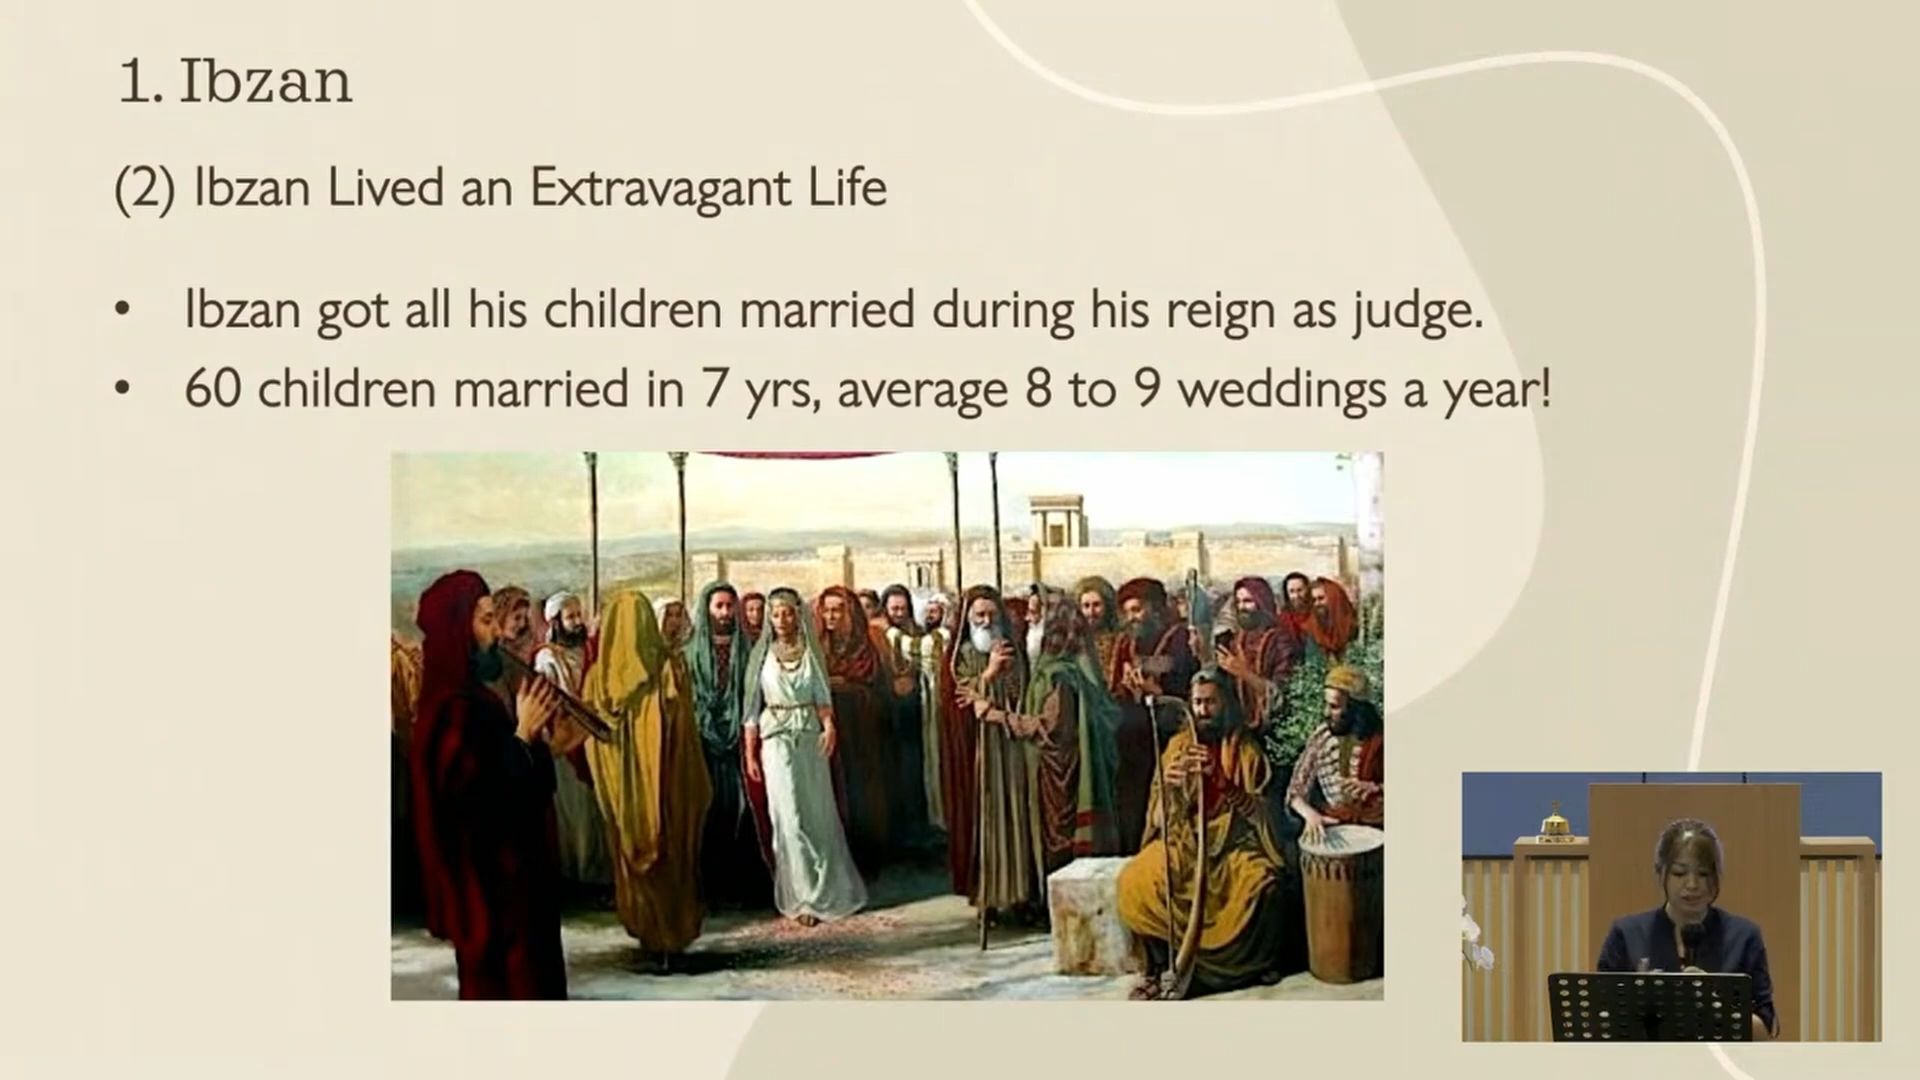 1. Ibzan
(2) Ibzan Lived an Extravagant Life
• Ibzan got all his children married during his reign as judge.
• 60 children married in 7 yrs, average 8 to 9 weddings a year!